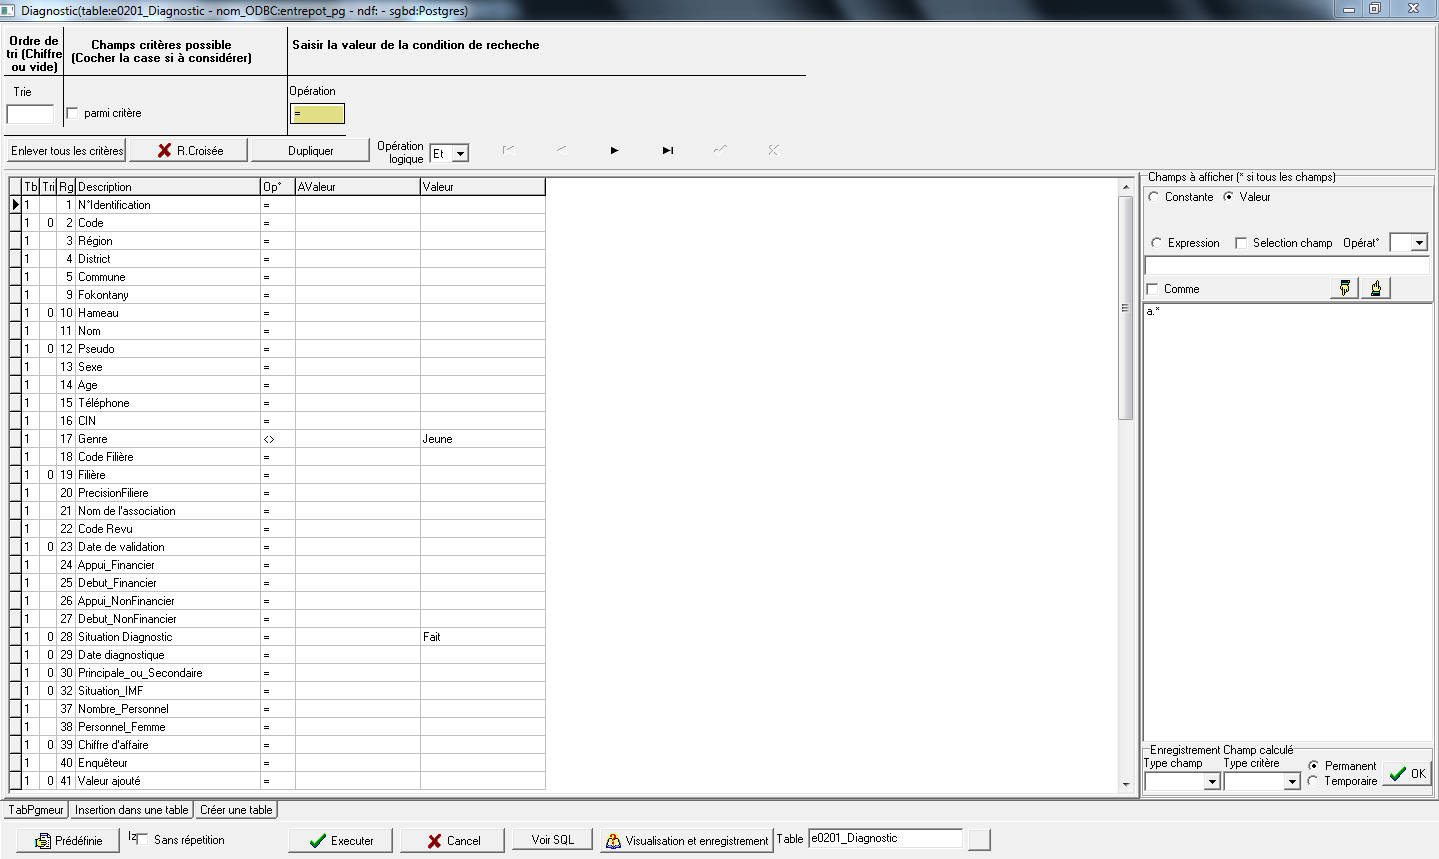 Diagnostic(table:e0201_Diagnostic - nom_ODBC:entrepot_pg - ndf: - sgbd:Postgres)
Ordre de tri (Chiffre ou vide)
Champs critères possible
(Cocher la case si à considérer)
Saisir la valeur de la condition de recheche
Trie
parmi critère
Opération
=
Enlever tous les critères
R.Croisée
Dupliquer
Opération logique
Et
Tb Tri Rg Description Op° AValeur Valeur
1 1 N°Identification =
1 0 2 Code =
1 3 Région =
1 4 District =
1 5 Commune =
1 9 Fokontany =
1 0 10 Hameau =
1 11 Nom =
1 0 12 Pseudo =
1 13 Sexe =
1 14 Age =
1 15 Téléphone =
1 16 CIN =
1 17 Genre <> Jeune
1 18 Code Filière =
1 0 19 Filière =
1 20 PrecisionFiliere =
1 21 Nom de l'association =
1 22 Code Revu =
1 0 23 Date de validation =
1 24 Appui_Financier =
1 25 Debut_Financier =
1 26 Appui_NonFinancier =
1 27 Debut_NonFinancier =
1 0 28 Situation Diagnostic = Fait
1 0 29 Date diagnostique =
1 0 30 Principale_ou_Secondaire =
1 0 32 Situation_IMF =
1 37 Nombre_Personnel =
1 38 Personnel_Femme =
1 0 39 Chiffre d'affaire =
1 40 Enquêteur =
1 0 41 Valeur ajouté =
Champs à afficher (* si tous les champs)
Constante Valeur
Expression Selection champ Opérat°
Comme
a.*
Enregistrement Champ calculé
Type champ Type critère
Permanent
Temporaire
OK
TabPgmeur Insertion dans une table Créer une table
Prédéfinie
Sans répetition
Executer
Cancel
Voir SQL
Visualisation et enregistrement
Table e0201_Diagnostic